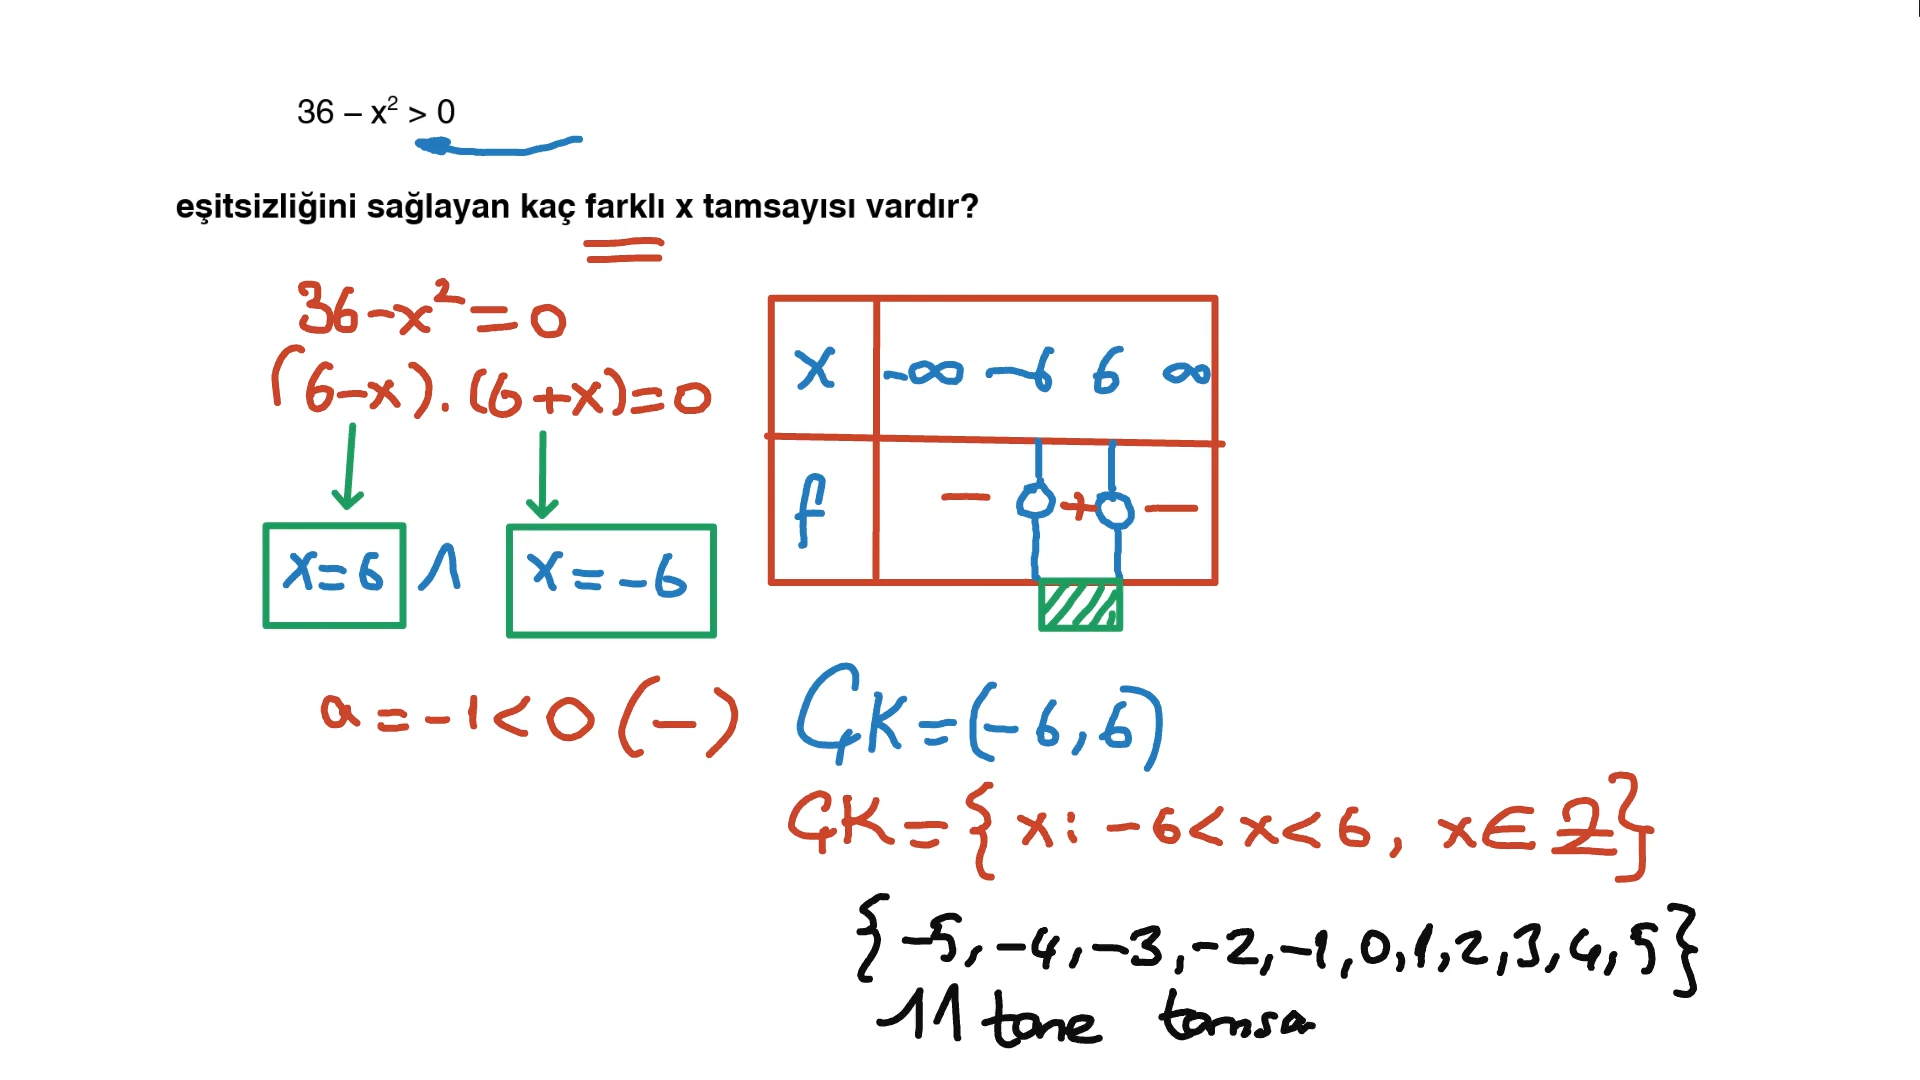 36 – x² > 0
eşitsizliğini sağlayan kaç farklı x tamsayısı vardır?
36-x²=0
(6-x).(6+x)=0
x=6 ∧ x=-6
a=-1<0 (-)
x -∞ -6 6 ∞
f - + -
ÇK=(-6,6)
ÇK={x: -6<x<6, x∈Z}
{-5,-4,-3,-2,-1,0,1,2,3,4,5}
11 tane tamsa